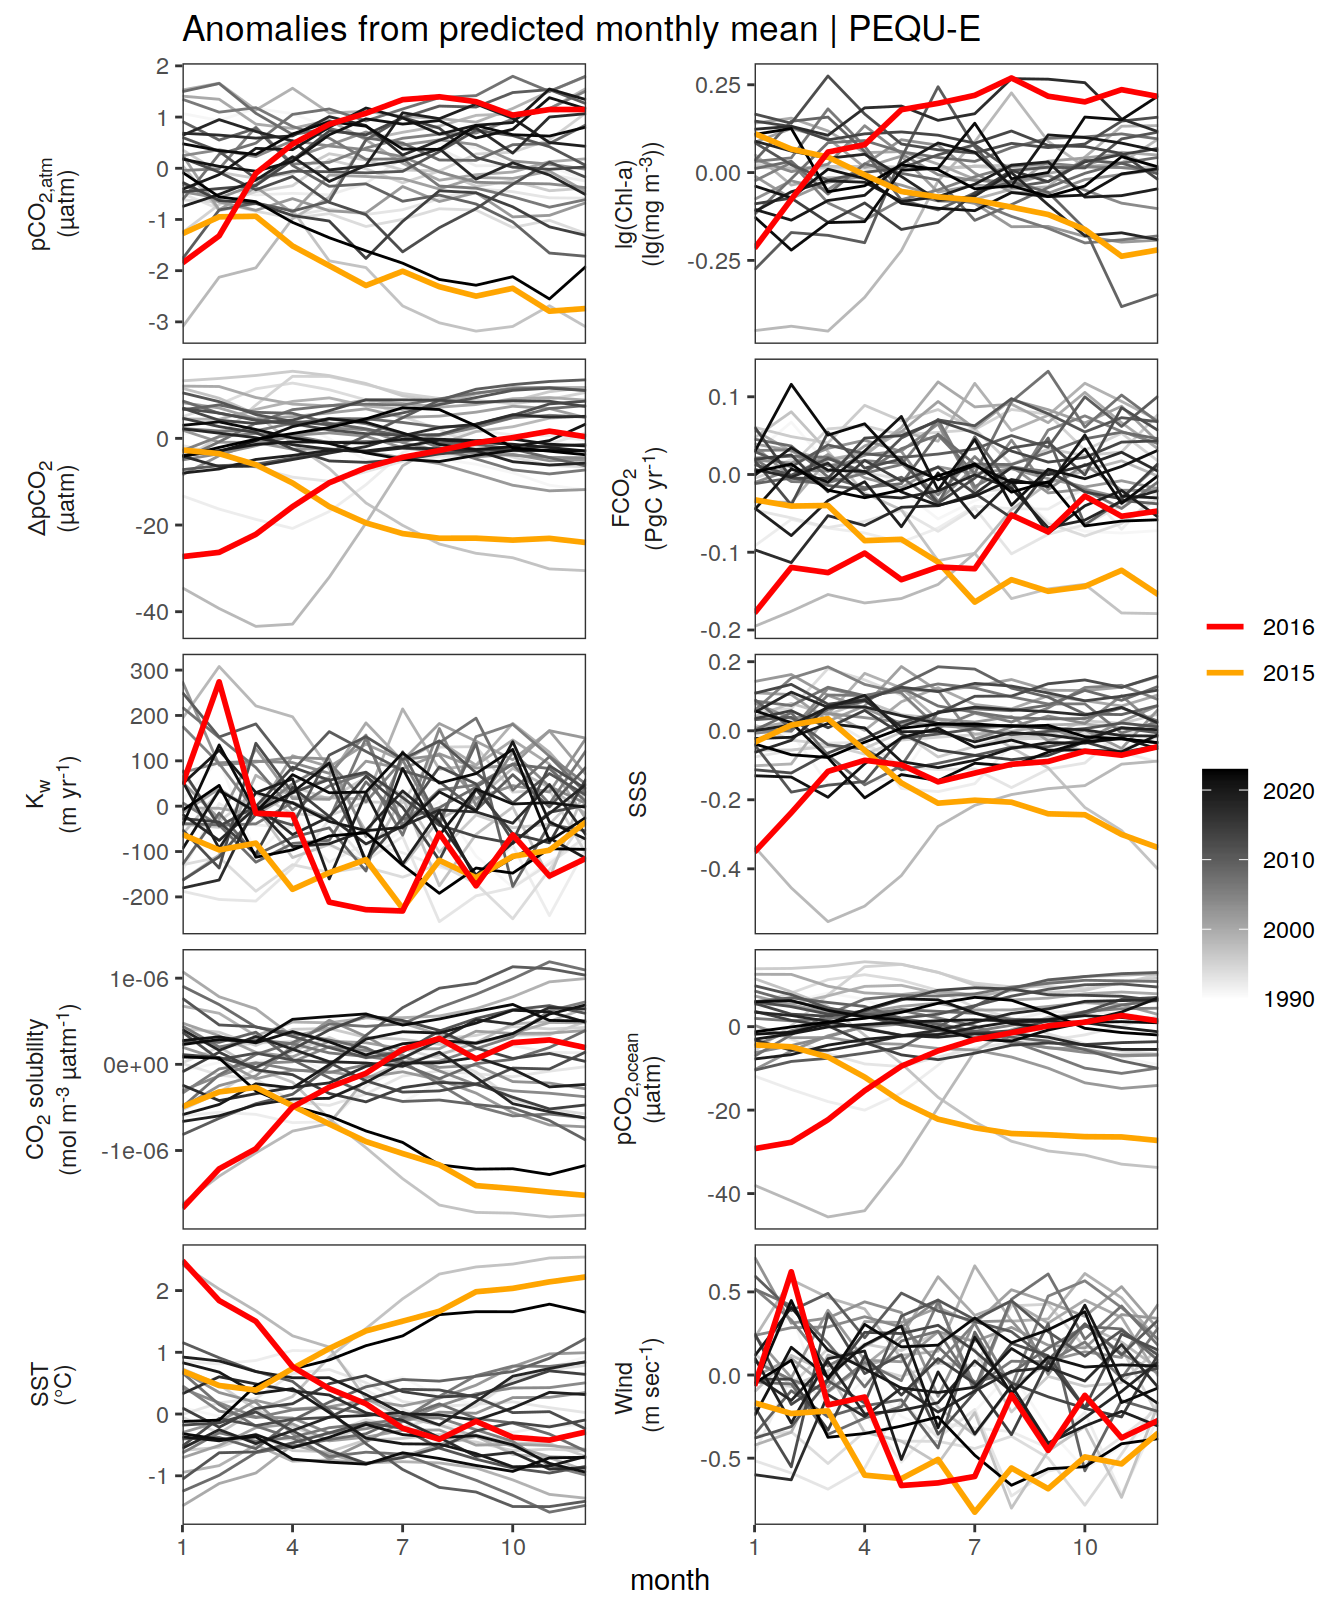 Anomalies from predicted monthly mean | PEQU-E
pCO2,atm
(µatm)
2
1
0
-1
-2
-3
lg(Chl-a)
(lg(mg m-3))
0.25
0.00
-0.25
ΔpCO2
(µatm)
0
-20
-40
FCO2
(PgC yr-1)
0.1
0.0
-0.1
-0.2
Kw
(m yr-1)
300
200
100
0
-100
-200
SSS
0.2
0.0
-0.2
-0.4
CO2 solubility
(mol m-3 µatm-1)
1e-06
0e+00
-1e-06
pCO2,ocean
(µatm)
0
-20
-40
SST
(°C)
2
1
0
-1
Wind
(m sec-1)
0.5
0.0
-0.5
1 4 7 10
1 4 7 10
month
2016
2015
2020
2010
2000
1990